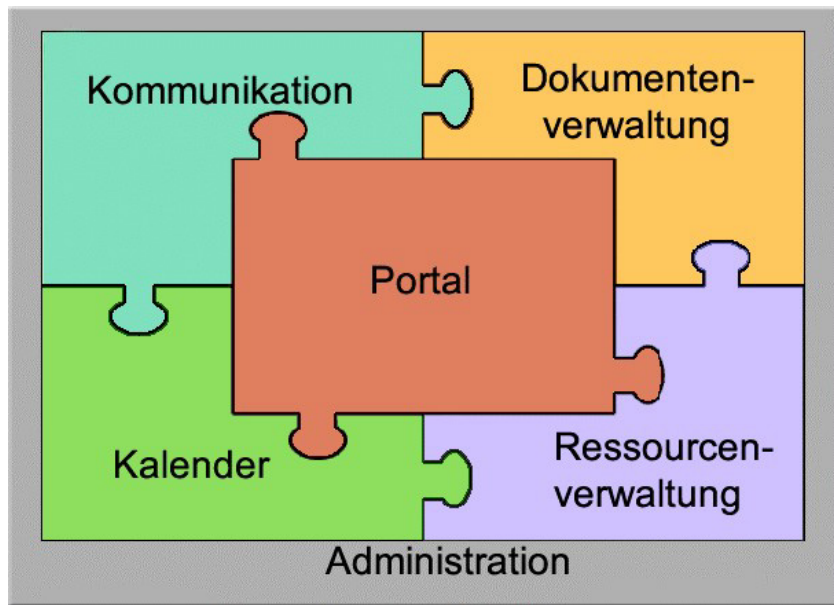 Kommunikation
Dokumenten-
verwaltung
Portal
Kalender
Ressourcen-
verwaltung
Administration